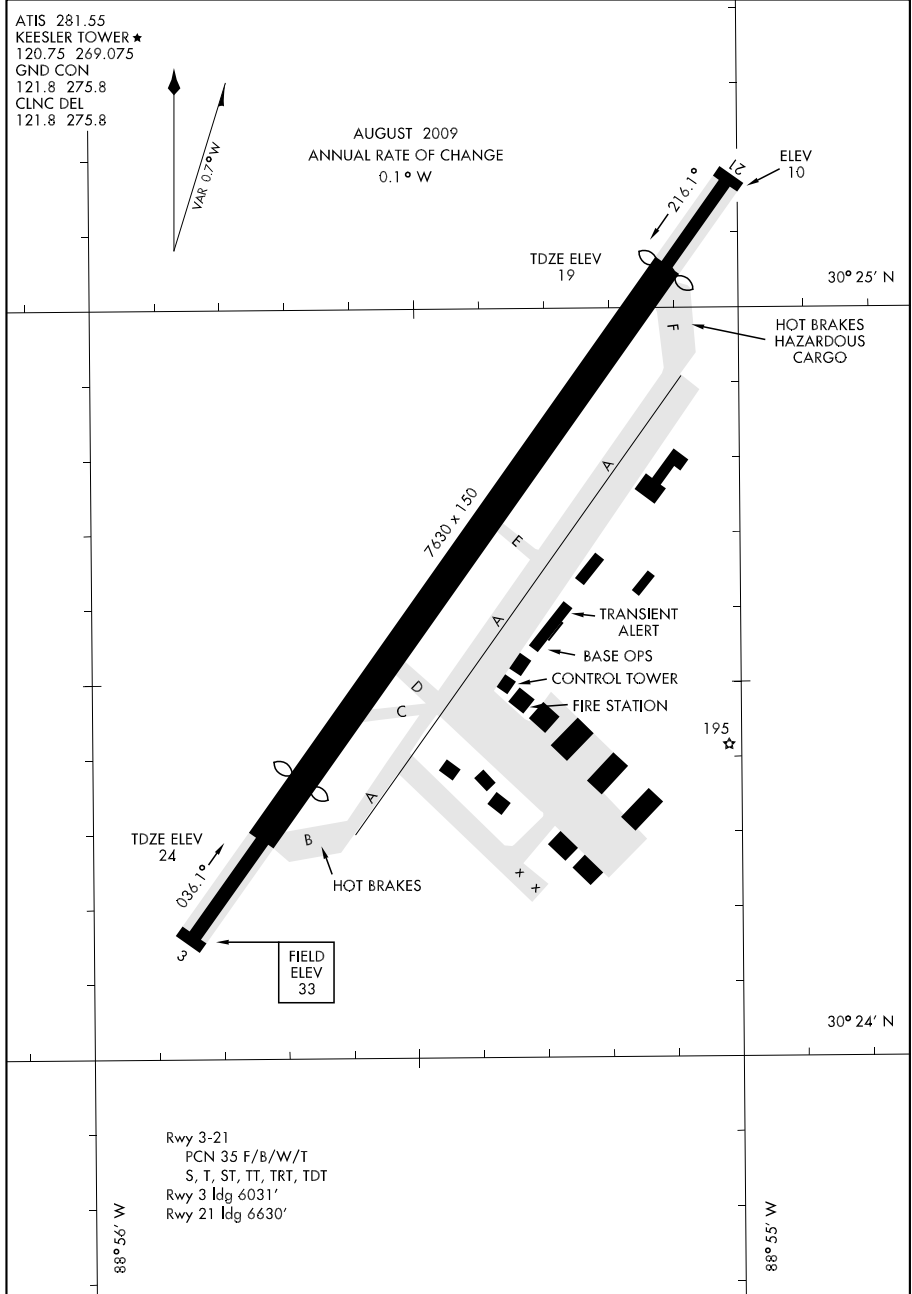 ATIS 281.55
KEESLER TOWER ★
120.75 269.075
GND CON
121.8 275.8
CLNC DEL
121.8 275.8
VAR 0.7° W
AUGUST 2009
ANNUAL RATE OF CHANGE
0.1° W
21
ELEV
10
216.1°
TDZE ELEV
19
30° 25' N
F
HOT BRAKES
HAZARDOUS
CARGO
A
7630 x 150
E
A
TRANSIENT
ALERT
BASE OPS
CONTROL TOWER
FIRE STATION
D
C
195
A
B
TDZE ELEV
24
036.1°
HOT BRAKES
x x
3
FIELD
ELEV
33
30° 24' N
Rwy 3-21
PCN 35 F/B/W/T
S, T, ST, TT, TRT, TDT
Rwy 3 ldg 6031'
Rwy 21 ldg 6630'
88° 56' W
88° 55' W